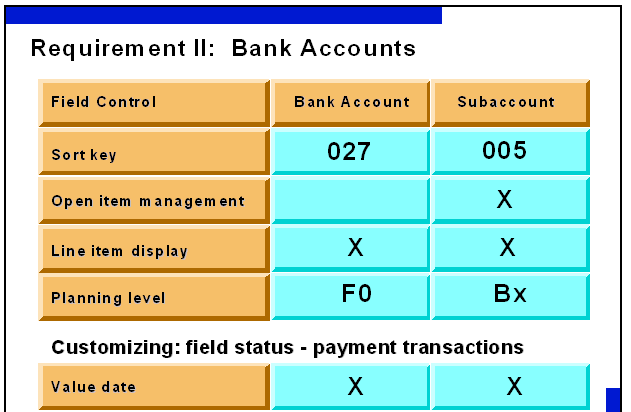 Requirement II: Bank Accounts
Field Control Bank Account Subaccount
Sort key 027 005
Open item management X
Line item display X X
Planning level F0 Bx
Customizing: field status - payment transactions
Value date X X